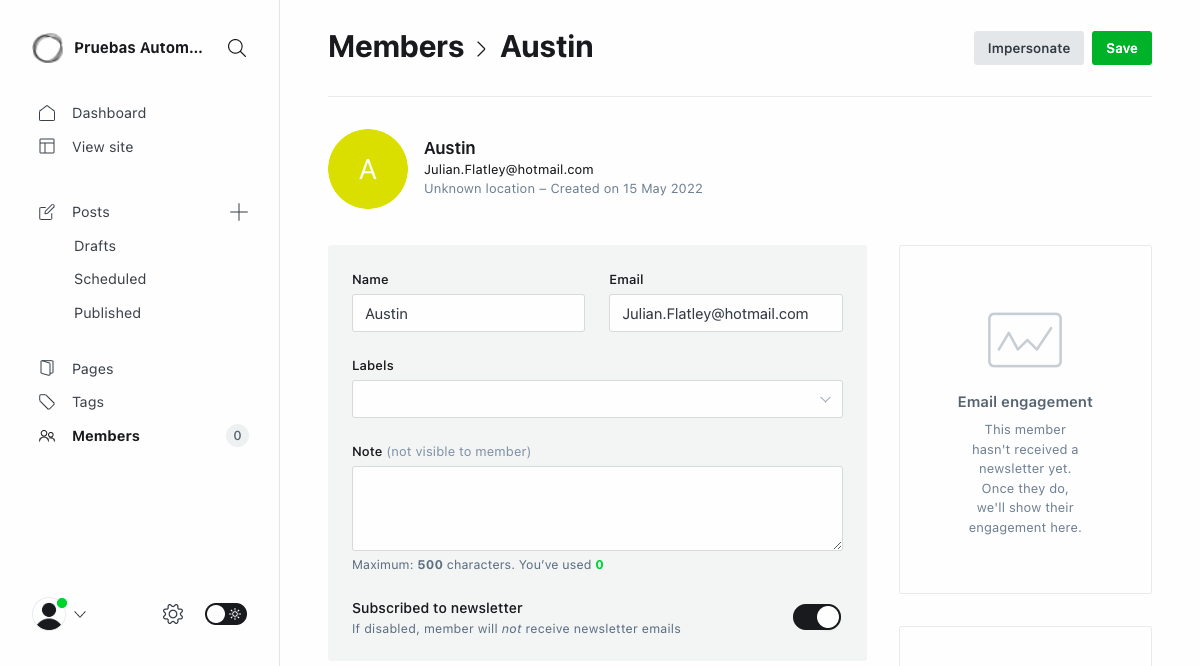 Pruebas Autom...
Dashboard
View site
Posts
Drafts
Scheduled
Published
Pages
Tags
Members 0
Members > Austin
Impersonate
Save
A
Austin
Julian.Flatley@hotmail.com
Unknown location – Created on 15 May 2022
Name
Austin
Email
Julian.Flatley@hotmail.com
Labels
Note (not visible to member)
Maximum: 500 characters. You've used 0
Subscribed to newsletter
If disabled, member will not receive newsletter emails
Email engagement
This member
hasn't received a
newsletter yet.
Once they do,
we'll show their
engagement here.